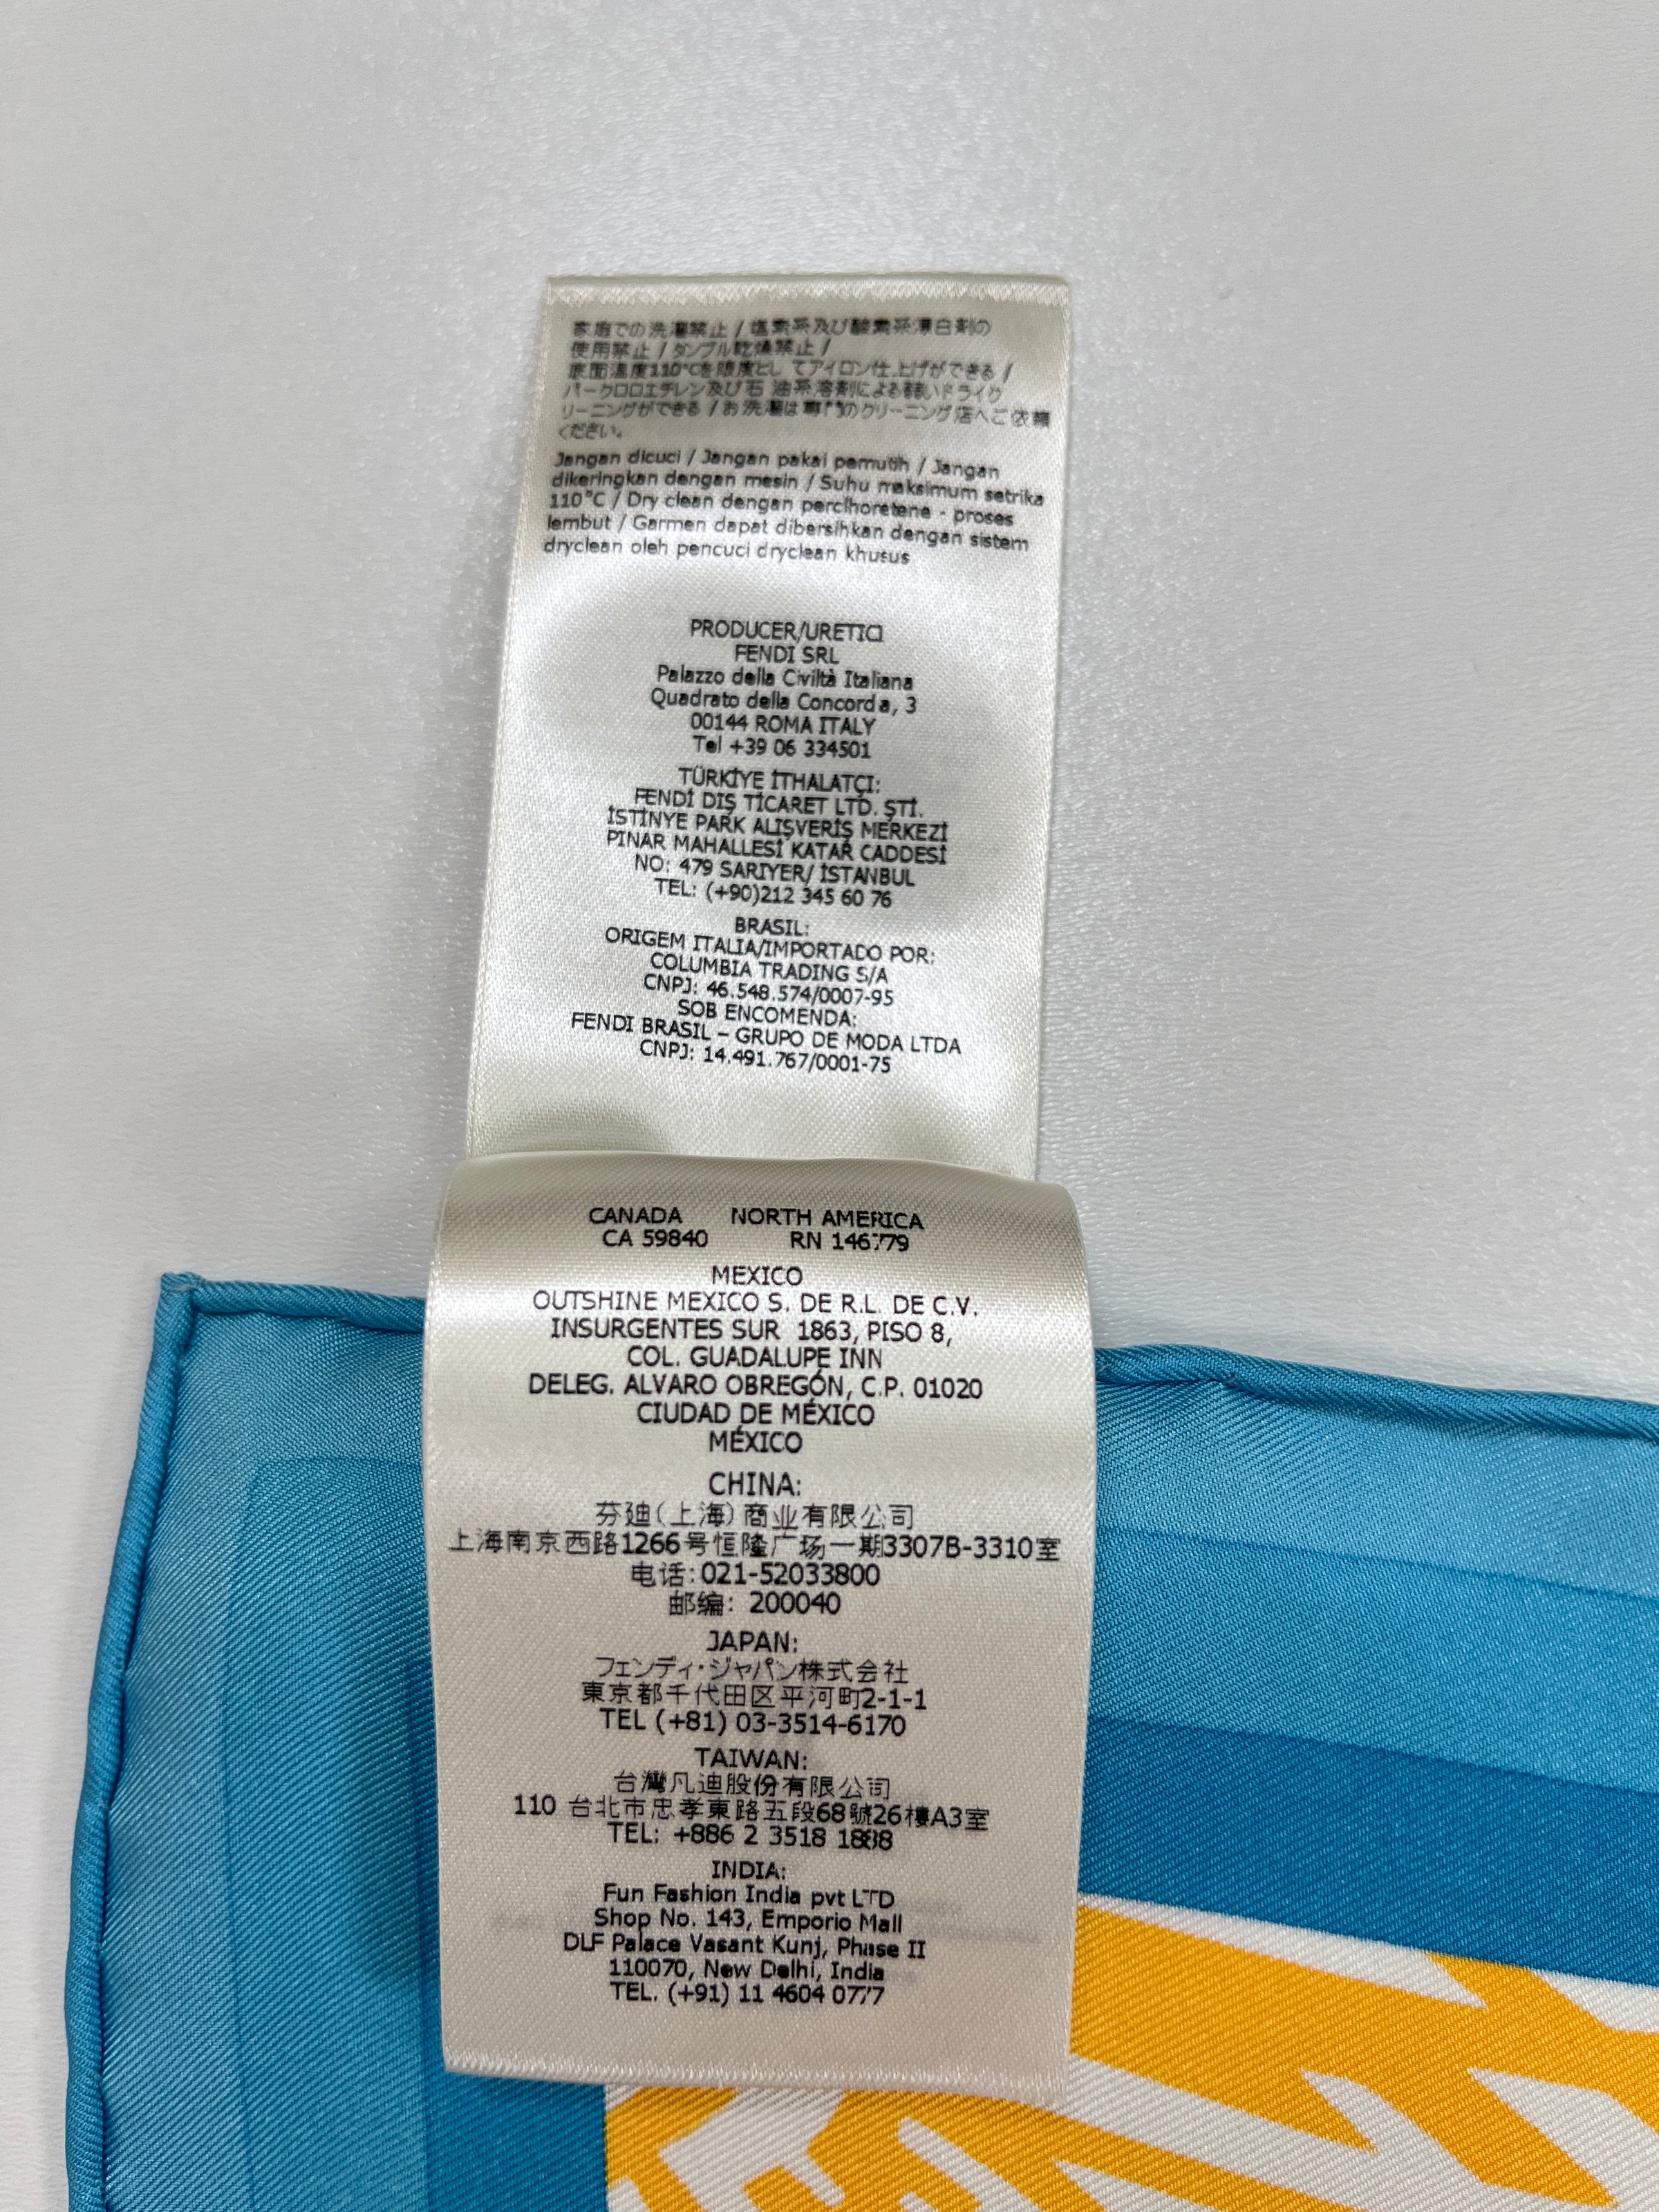 家庭での洗濯禁止 / 塩素系及び酸素系漂白剤の
使用禁止 / タンブル乾燥禁止 /
底面温度110°Cを限度とし てアイロン仕上げができる /
パークロロエチレン及び石 油系溶剤による弱いドライク
リーニングができる / お洗濯は専門のクリーニング店へご依頼
ください。
Jangan dicuci / Jangan pakai pemutih / Jangan
dikeringkan dengan mesin / Suhu maksimum setrika
110°C / Dry clean dengan perclhoretene - proses
lembut / Garmen dapat dibersihkan dengan sistem
dryclean oleh pencuci dryclean khusus
PRODUCER/URETICI
FENDI SRL
Palazzo della Civiltà Italiana
Quadrato della Concorda, 3
00144 ROMA ITALY
Tel +39 06 334501
TÜRKİYE İTHALATÇI:
FENDİ DIŞ TİCARET LTD. ŞTİ.
İSTİNYE PARK ALIŞVERİŞ MERKEZİ
PINAR MAHALLESİ KATAR CADDESİ
NO: 479 SARIYER/ İSTANBUL
TEL: (+90)212 345 60 76
BRASIL:
ORIGEM ITALIA/IMPORTADO POR:
COLUMBIA TRADING S/A
CNPJ: 46.548.574/0007-95
SOB ENCOMENDA:
FENDI BRASIL – GRUPO DE MODA LTDA
CNPJ: 14.491.767/0001-75
CANADA NORTH AMERICA
CA 59840 RN 146779
MEXICO
OUTSHINE MEXICO S. DE R.L. DE C.V.
INSURGENTES SUR 1863, PISO 8,
COL. GUADALUPE INN
DELEG. ALVARO OBREGÓN, C.P. 01020
CIUDAD DE MÉXICO
MÉXICO
CHINA:
芬迪(上海)商业有限公司
上海南京西路1266号恒隆广场一期3307B-3310室
电话:021-52033800
邮编: 200040
JAPAN:
フェンディ・ジャパン株式会社
東京都千代田区平河町2-1-1
TEL (+81) 03-3514-6170
TAIWAN:
台灣凡迪股份有限公司
110 台北市忠孝東路五段68號26樓A3室
TEL: +886 2 3518 1888
INDIA:
Fun Fashion India pvt LTD
Shop No. 143, Emporio Mall
DLF Palace Vasant Kunj, Phase II
110070, New Delhi, India
TEL. (+91) 11 4604 0777